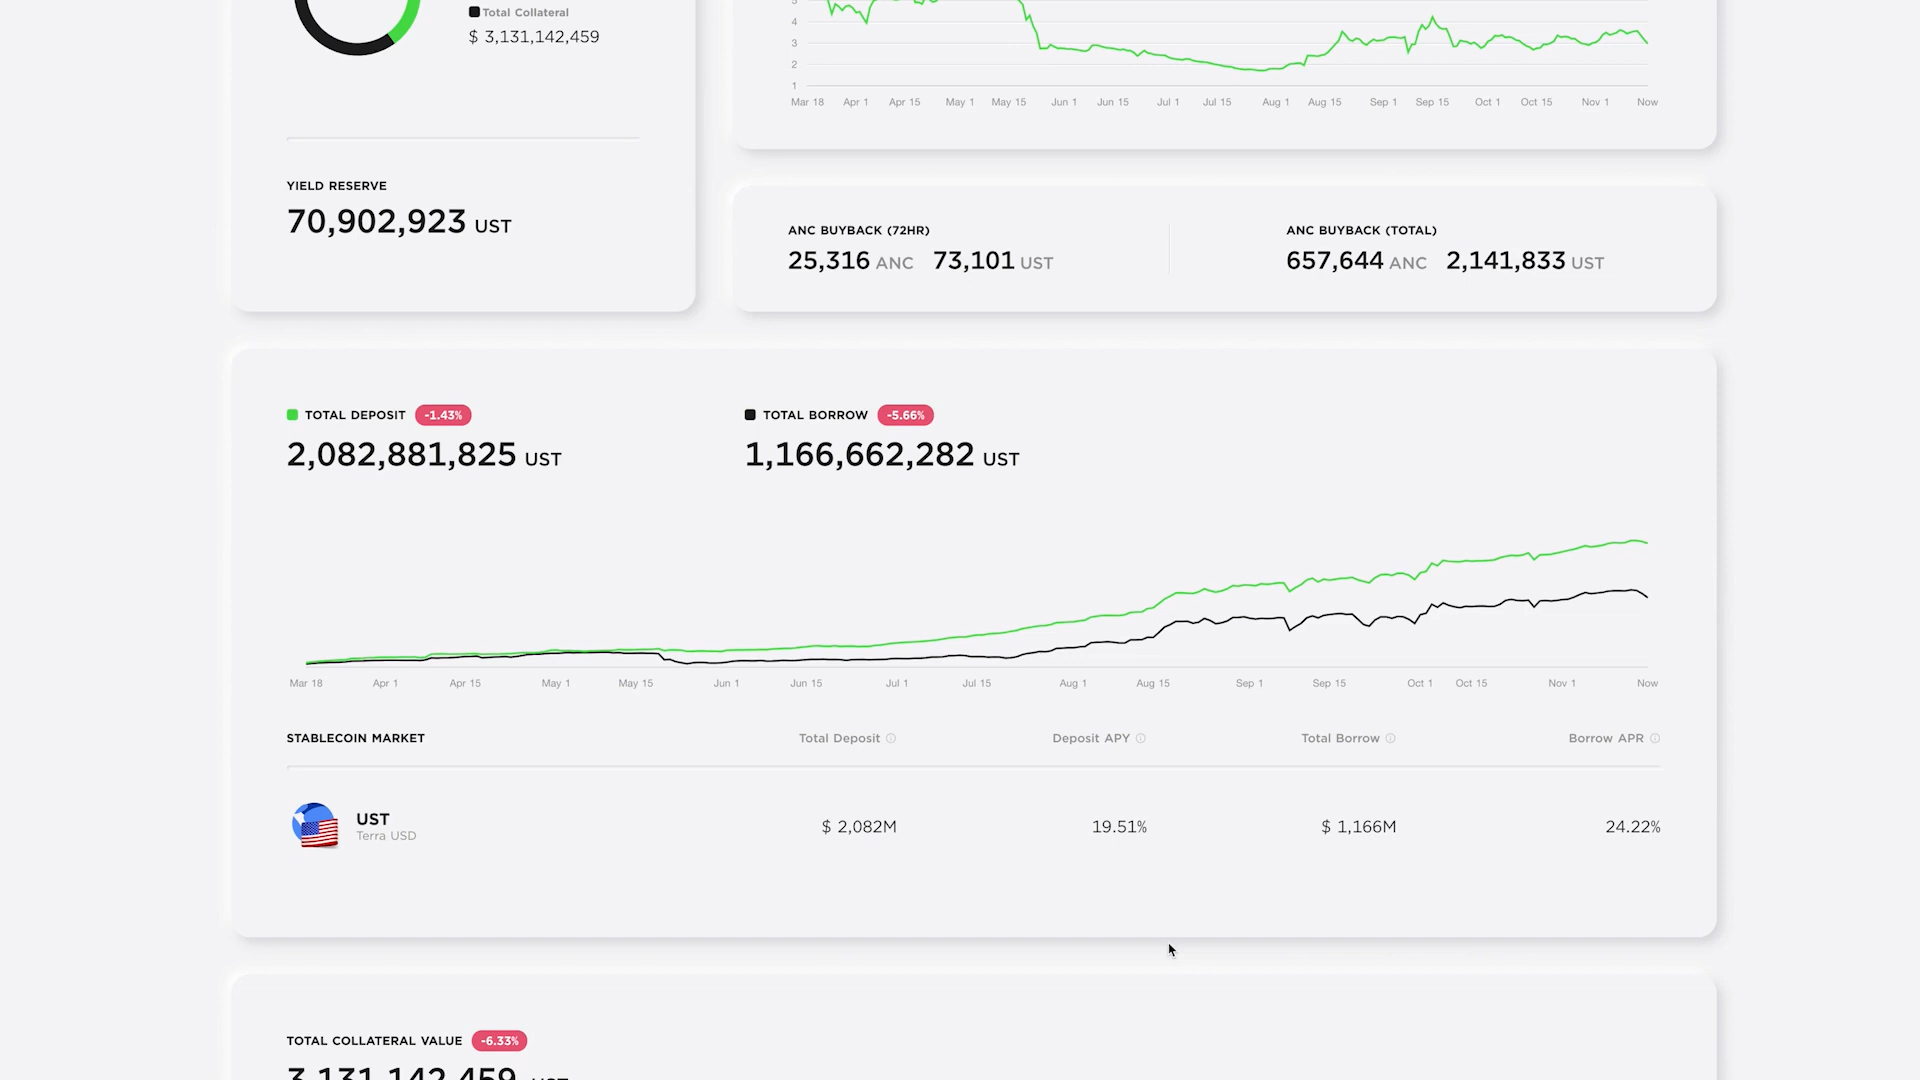 Total Collateral
$ 3,131,142,459
YIELD RESERVE
70,902,923 UST
5
4
3
2
1
Mar 18 Apr 1 Apr 15 May 1 May 15 Jun 1 Jun 15 Jul 1 Jul 15 Aug 1 Aug 15 Sep 1 Sep 15 Oct 1 Oct 15 Nov 1 Now
ANC BUYBACK (72HR)
25,316 ANC 73,101 UST
ANC BUYBACK (TOTAL)
657,644 ANC 2,141,833 UST
TOTAL DEPOSIT -1.43%
2,082,881,825 UST
TOTAL BORROW -5.66%
1,166,662,282 UST
Mar 18 Apr 1 Apr 15 May 1 May 15 Jun 1 Jun 15 Jul 1 Jul 15 Aug 1 Aug 15 Sep 1 Sep 15 Oct 1 Oct 15 Nov 1 Now
STABLECOIN MARKET Total Deposit Deposit APY Total Borrow Borrow APR
UST
Terra USD
$ 2,082M 19.51% $ 1,166M 24.22%
TOTAL COLLATERAL VALUE -6.33%
3,131,142,459 UST